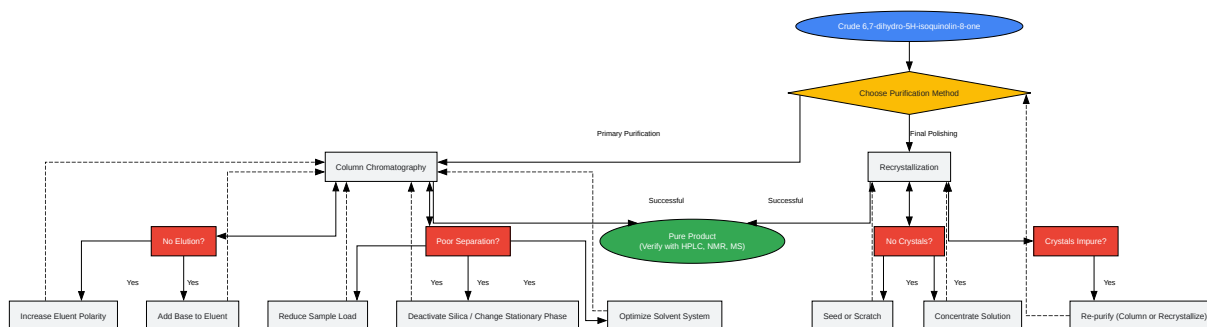 Crude 6,7-dihydro-5H-isoquinolin-8-one
Choose Purification Method
Primary Purification
Final Polishing
Column Chromatography
Recrystallization
Successful
Successful
No Elution?
Poor Separation?
Pure Product
(Verify with HPLC, NMR, MS)
No Crystals?
Crystals Impure?
Yes
Yes
Yes
Yes
Yes
Yes
Yes
Yes
Increase Eluent Polarity
Add Base to Eluent
Reduce Sample Load
Deactivate Silica / Change Stationary Phase
Optimize Solvent System
Seed or Scratch
Concentrate Solution
Re-purify (Column or Recrystallize)